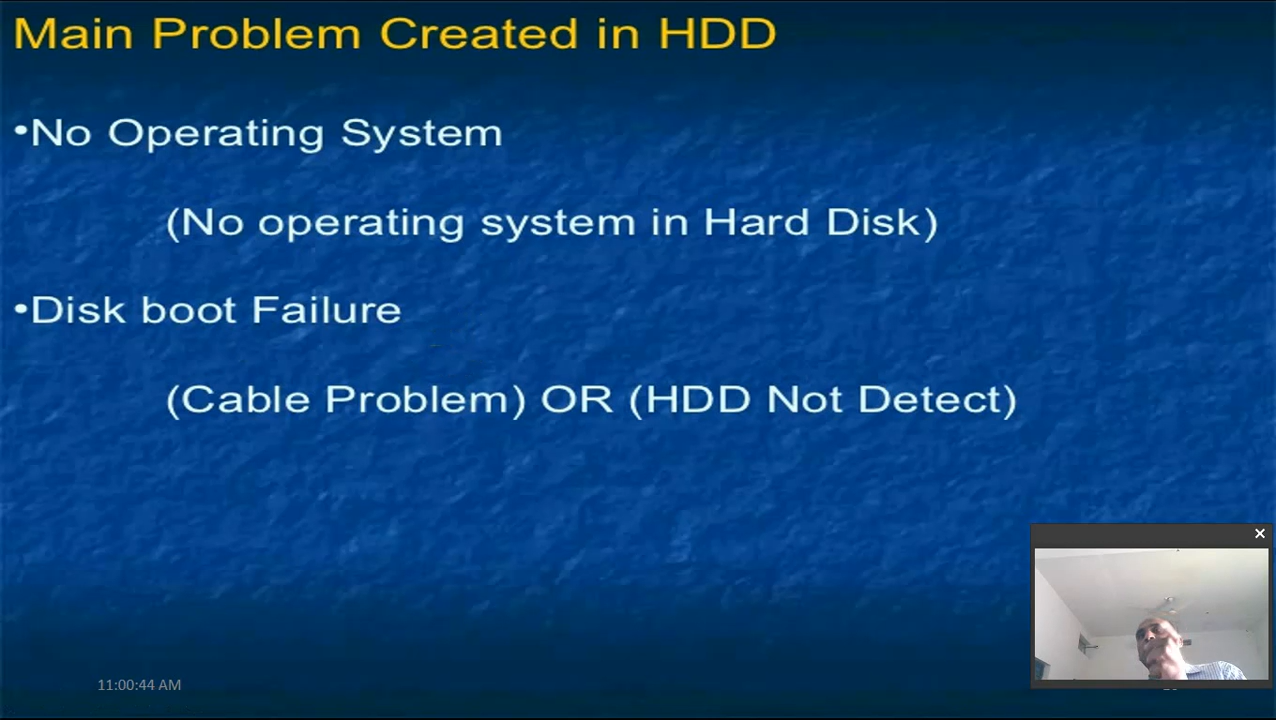 Main Problem Created in HDD
•No Operating System
(No operating system in Hard Disk)
•Disk boot Failure
(Cable Problem) OR (HDD Not Detect)
11:00:44 AM